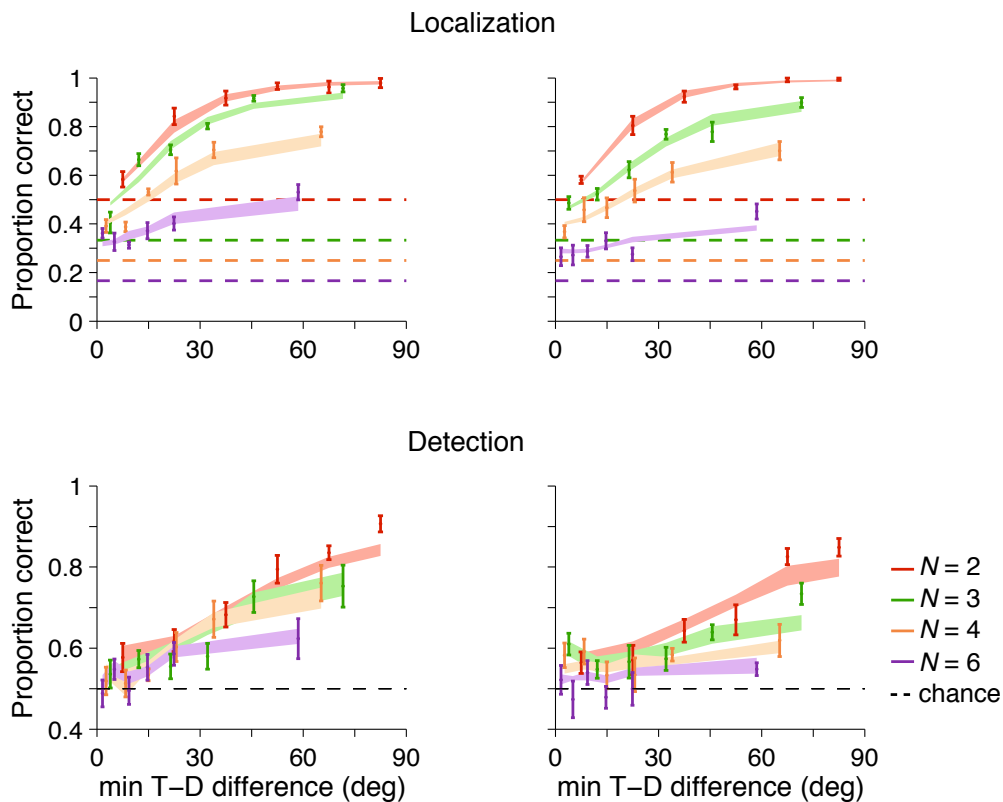 Localization
Proportion correct
1
0.8
0.6
0.4
0.2
0
0 30 60 90
0 30 60 90
Detection
Proportion correct
1
0.8
0.6
0.4
0 30 60 90
0 30 60 90
min T–D difference (deg)
min T–D difference (deg)
N = 2
N = 3
N = 4
N = 6
chance